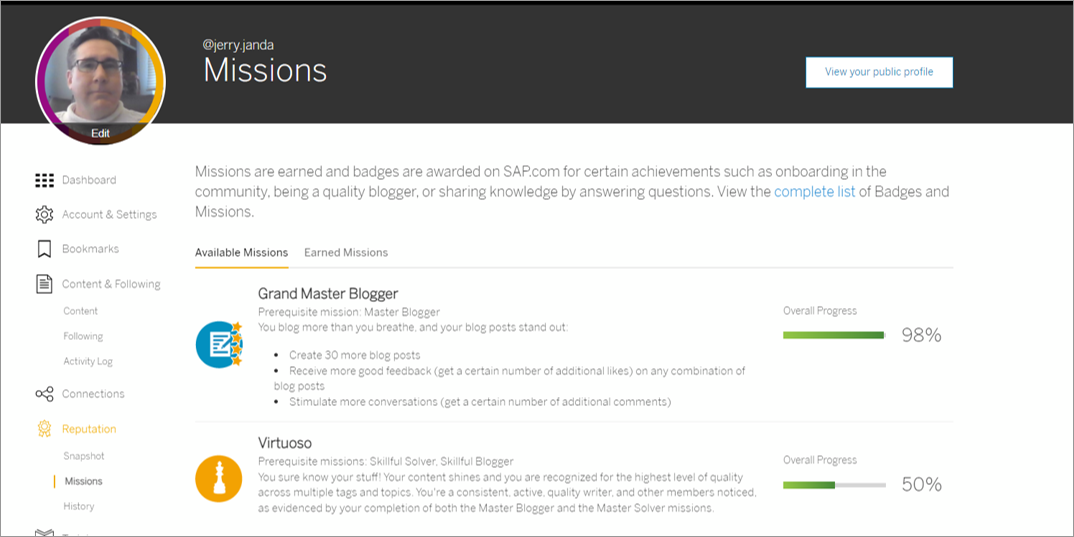 @jerry.janda
Missions
View your public profile
Edit
Dashboard
Account & Settings
Bookmarks
Content & Following
Content
Following
Activity Log
Connections
Reputation
Snapshot
Missions
History
Missions are earned and badges are awarded on SAP.com for certain achievements such as onboarding in the
community, being a quality blogger, or sharing knowledge by answering questions. View the complete list of Badges and
Missions.
Available Missions
Earned Missions
Grand Master Blogger
Prerequisite mission: Master Blogger
You blog more than you breathe, and your blog posts stand out:
• Create 30 more blog posts
• Receive more good feedback (get a certain number of additional likes) on any combination of
blog posts
• Stimulate more conversations (get a certain number of additional comments)
Overall Progress
98%
Virtuoso
Prerequisite missions: Skillful Solver, Skillful Blogger
You sure know your stuff! Your content shines and you are recognized for the highest level of quality
across multiple tags and topics. You're a consistent, active, quality writer, and other members noticed,
as evidenced by your completion of both the Master Blogger and the Master Solver missions.
Overall Progress
50%